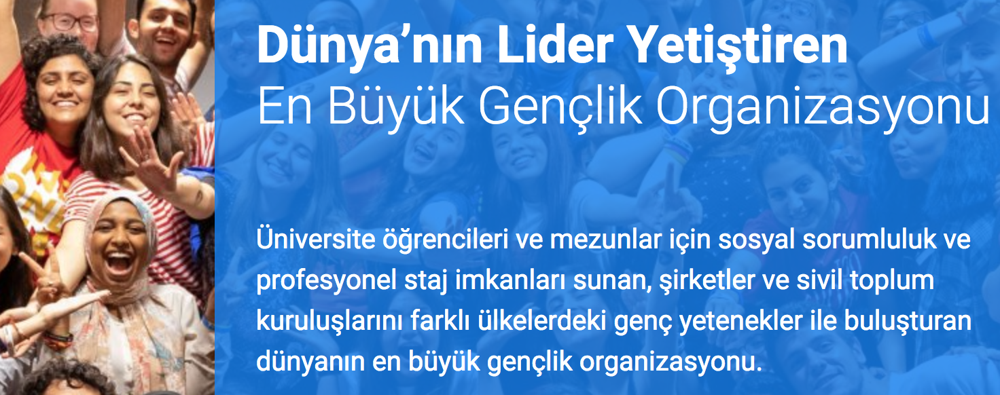 Dünya’nın Lider Yetiştiren
En Büyük Gençlik Organizasyonu
Üniversite öğrencileri ve mezunlar için sosyal sorumluluk ve
profesyonel staj imkanları sunan, şirketler ve sivil toplum
kuruluşlarını farklı ülkelerdeki genç yetenekler ile buluşturan
dünyanın en büyük gençlik organizasyonu.